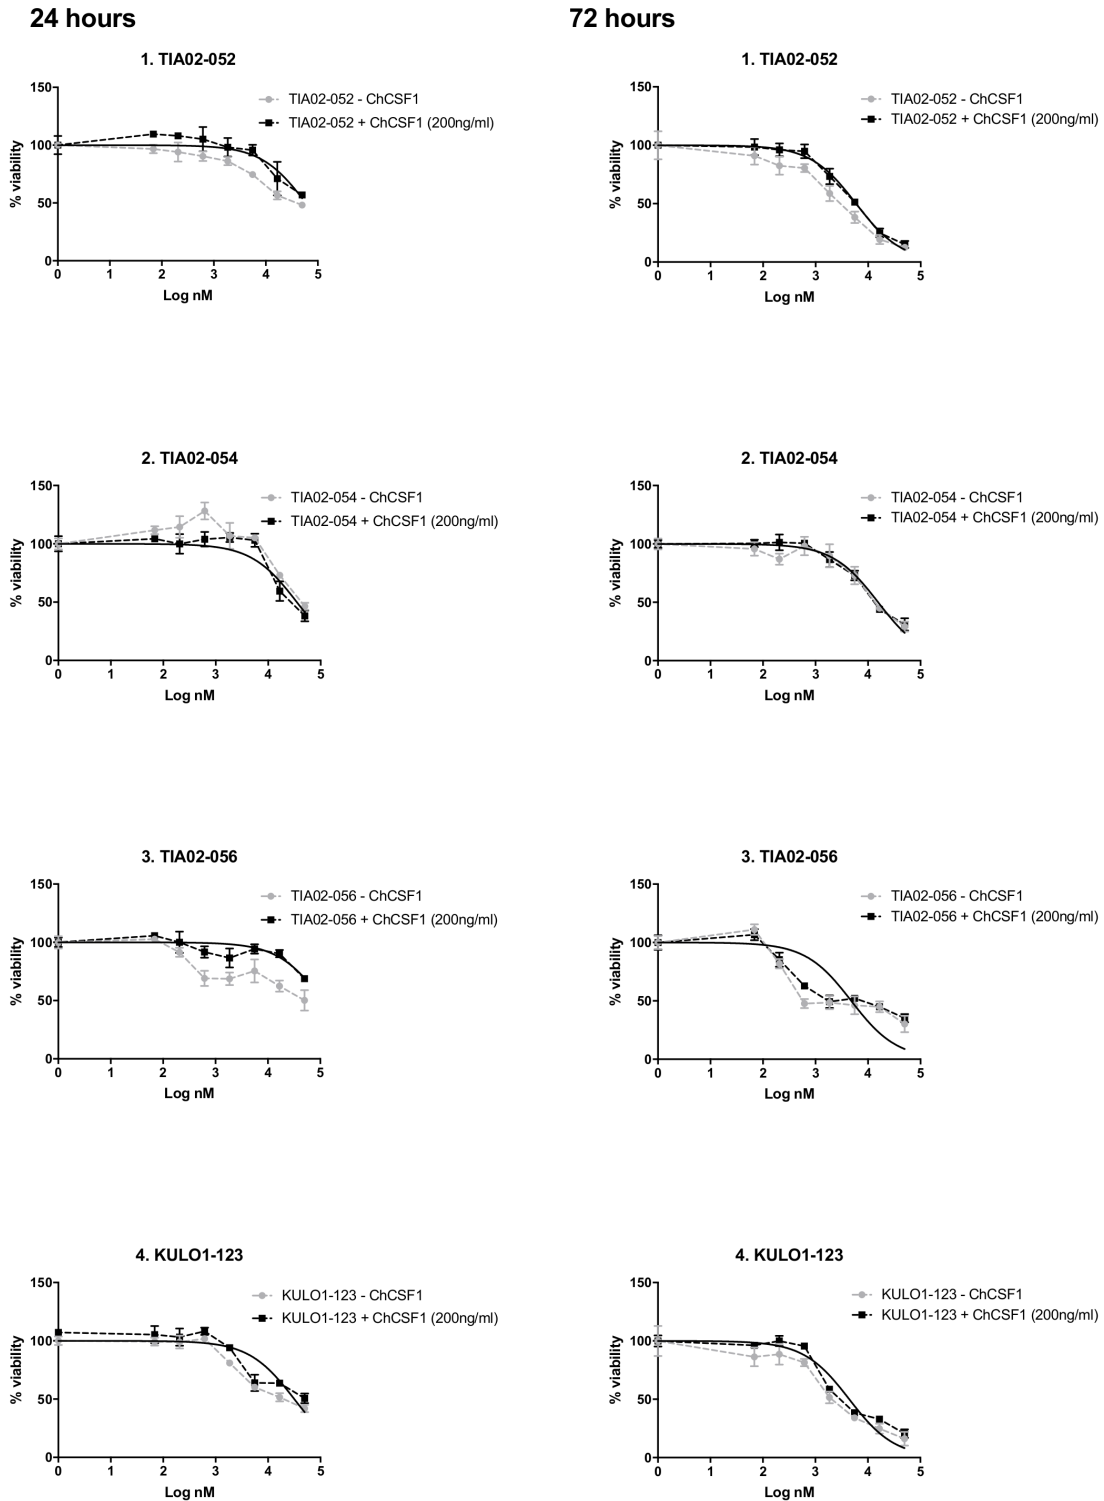 24 hours
72 hours
1. TIA02-052
150
100
50
0
% viability
0 1 2 3 4 5
Log nM
TIA02-052 - ChCSF1
TIA02-052 + ChCSF1 (200ng/ml)
1. TIA02-052
150
100
50
0
% viability
0 1 2 3 4 5
Log nM
TIA02-052 - ChCSF1
TIA02-052 + ChCSF1 (200ng/ml)
2. TIA02-054
150
100
50
0
% viability
0 1 2 3 4 5
Log nM
TIA02-054 - ChCSF1
TIA02-054 + ChCSF1 (200ng/ml)
2. TIA02-054
150
100
50
0
% viability
0 1 2 3 4 5
Log nM
TIA02-054 - ChCSF1
TIA02-054 + ChCSF1 (200ng/ml)
3. TIA02-056
150
100
50
0
% viability
0 1 2 3 4 5
Log nM
TIA02-056 - ChCSF1
TIA02-056 + ChCSF1 (200ng/ml)
3. TIA02-056
150
100
50
0
% viability
0 1 2 3 4 5
Log nM
TIA02-056 - ChCSF1
TIA02-056 + ChCSF1 (200ng/ml)
4. KULO1-123
150
100
50
0
% viability
0 1 2 3 4 5
Log nM
KULO1-123 - ChCSF1
KULO1-123 + ChCSF1 (200ng/ml)
4. KULO1-123
150
100
50
0
% viability
0 1 2 3 4 5
Log nM
KULO1-123 - ChCSF1
KULO1-123 + ChCSF1 (200ng/ml)